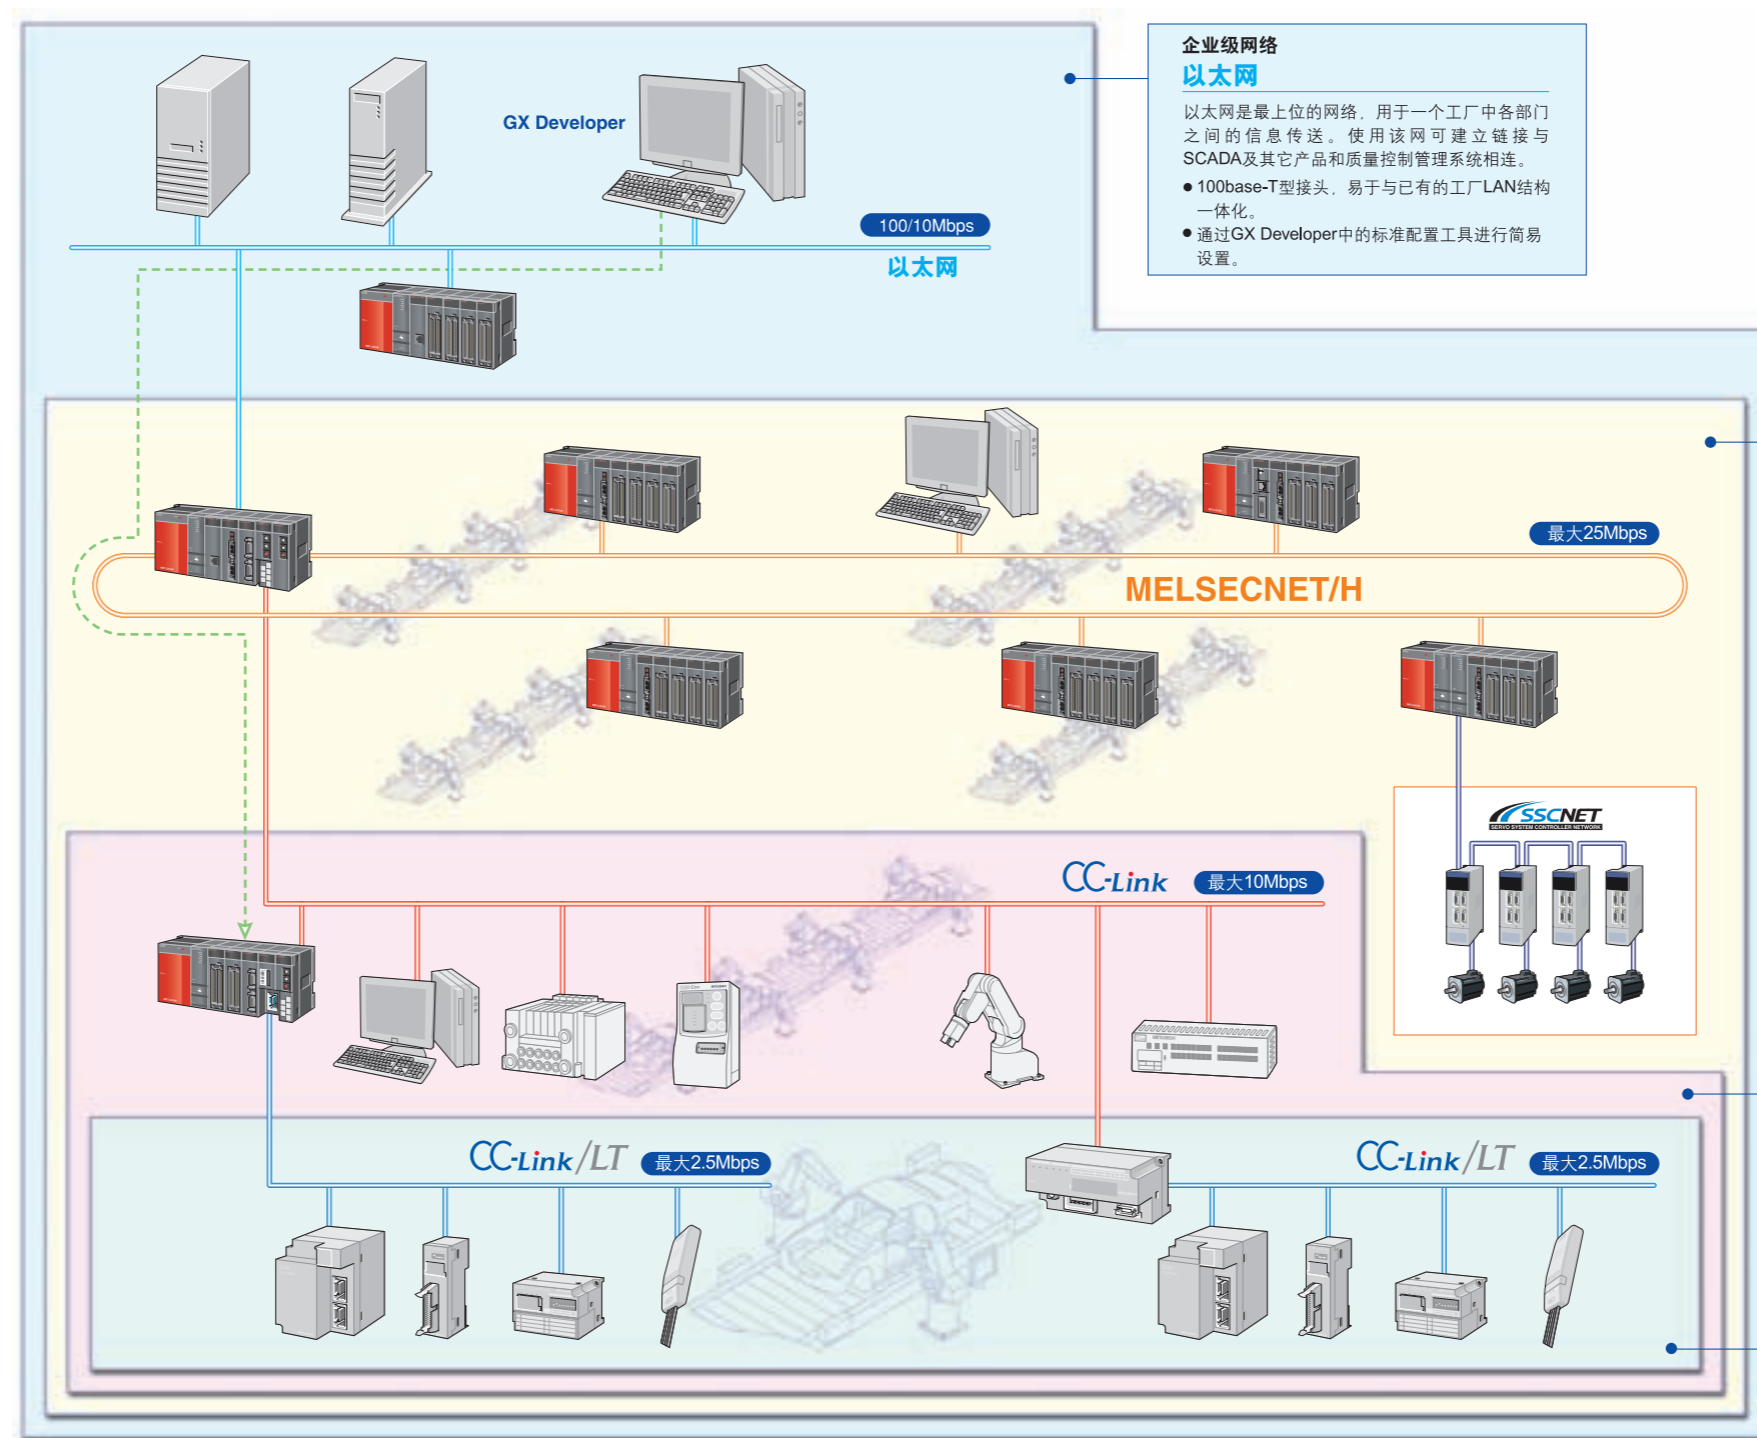 企业级网络
以太网
以太网是最上位的网络，用于一个工厂中各部门
之间的信息传送。使用该网可建立链接与
SCADA及其它产品和质量控制管理系统相连。
● 100base-T型接头，易于与已有的工厂LAN结构
一体化。
● 通过GX Developer中的标准配置工具进行简易
设置。
GX Developer
100/10Mbps
以太网
最大25Mbps
MELSECNET/H
SSCNET
SERVO SYSTEM CONTROLLER NETWORK
CC-Link 最大10Mbps
CC-Link/LT 最大2.5Mbps
CC-Link/LT 最大2.5Mbps